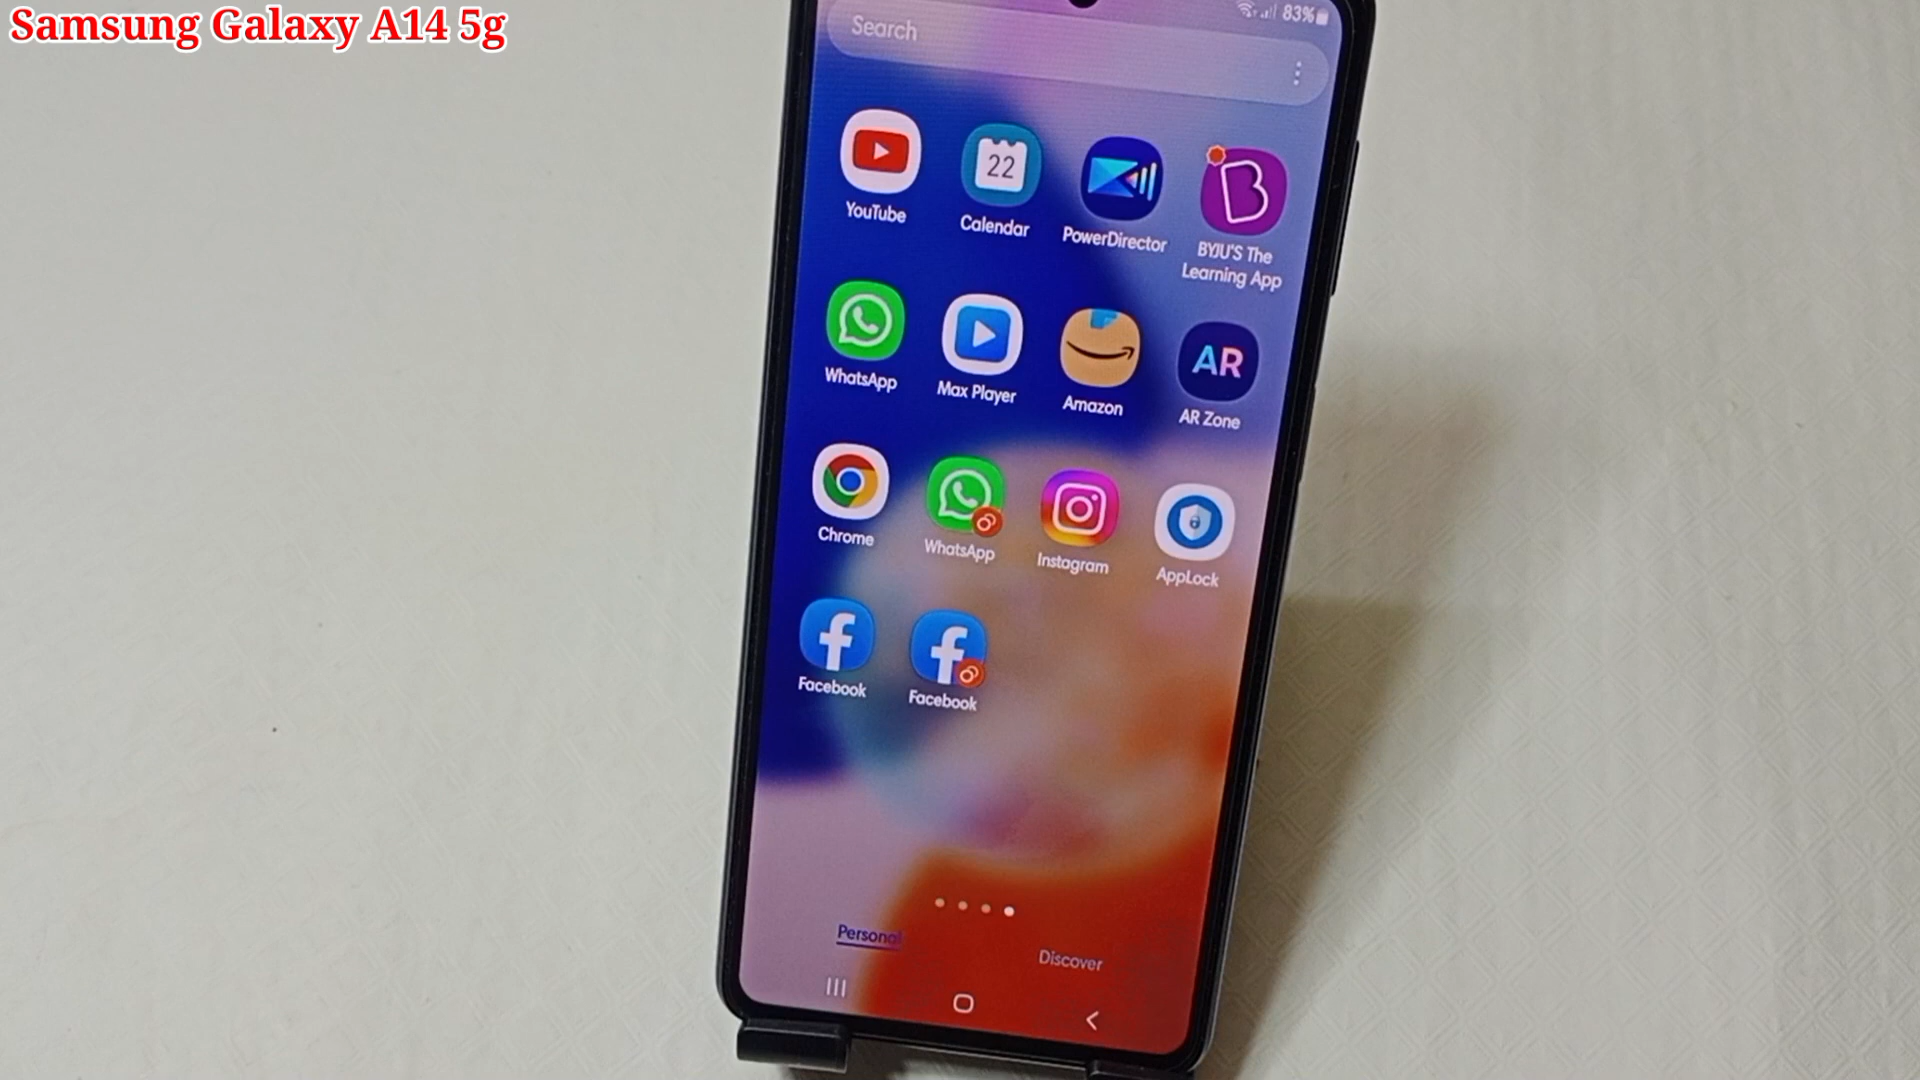 Samsung Galaxy A14 5g
83%
Search
22
YouTube
Calendar
PowerDirector
BYJU'S The
Learning App
AR
WhatsApp
Max Player
Amazon
AR Zone
Chrome
WhatsApp
Instagram
AppLock
Facebook
Facebook
Personal
Discover